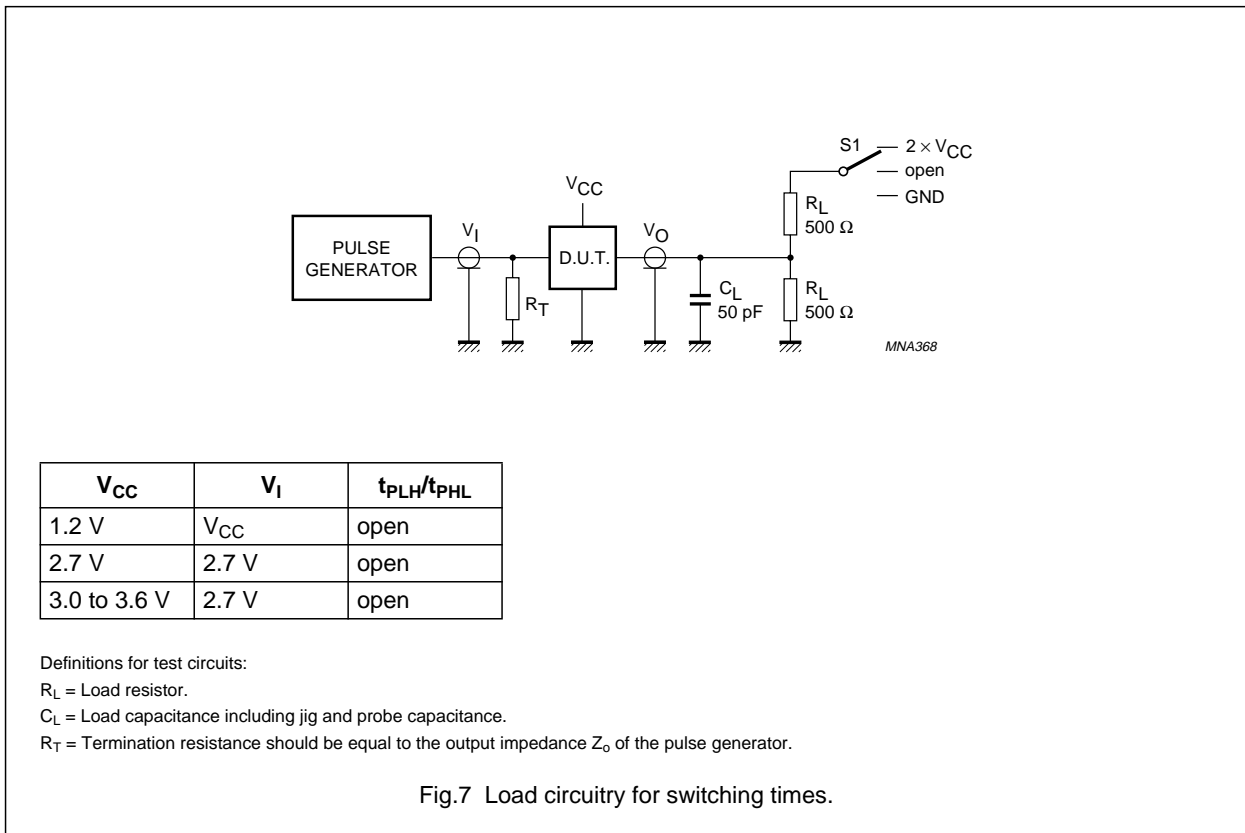 S1
2 × VCC
open
GND
VCC
RL
500 Ω
PULSE
GENERATOR
VI
D.U.T.
VO
RT
CL
50 pF
RL
500 Ω
MNA368
VCC VI tPLH/tPHL
1.2 V VCC open
2.7 V 2.7 V open
3.0 to 3.6 V 2.7 V open
Definitions for test circuits:
RL = Load resistor.
CL = Load capacitance including jig and probe capacitance.
RT = Termination resistance should be equal to the output impedance Zo of the pulse generator.
Fig.7 Load circuitry for switching times.